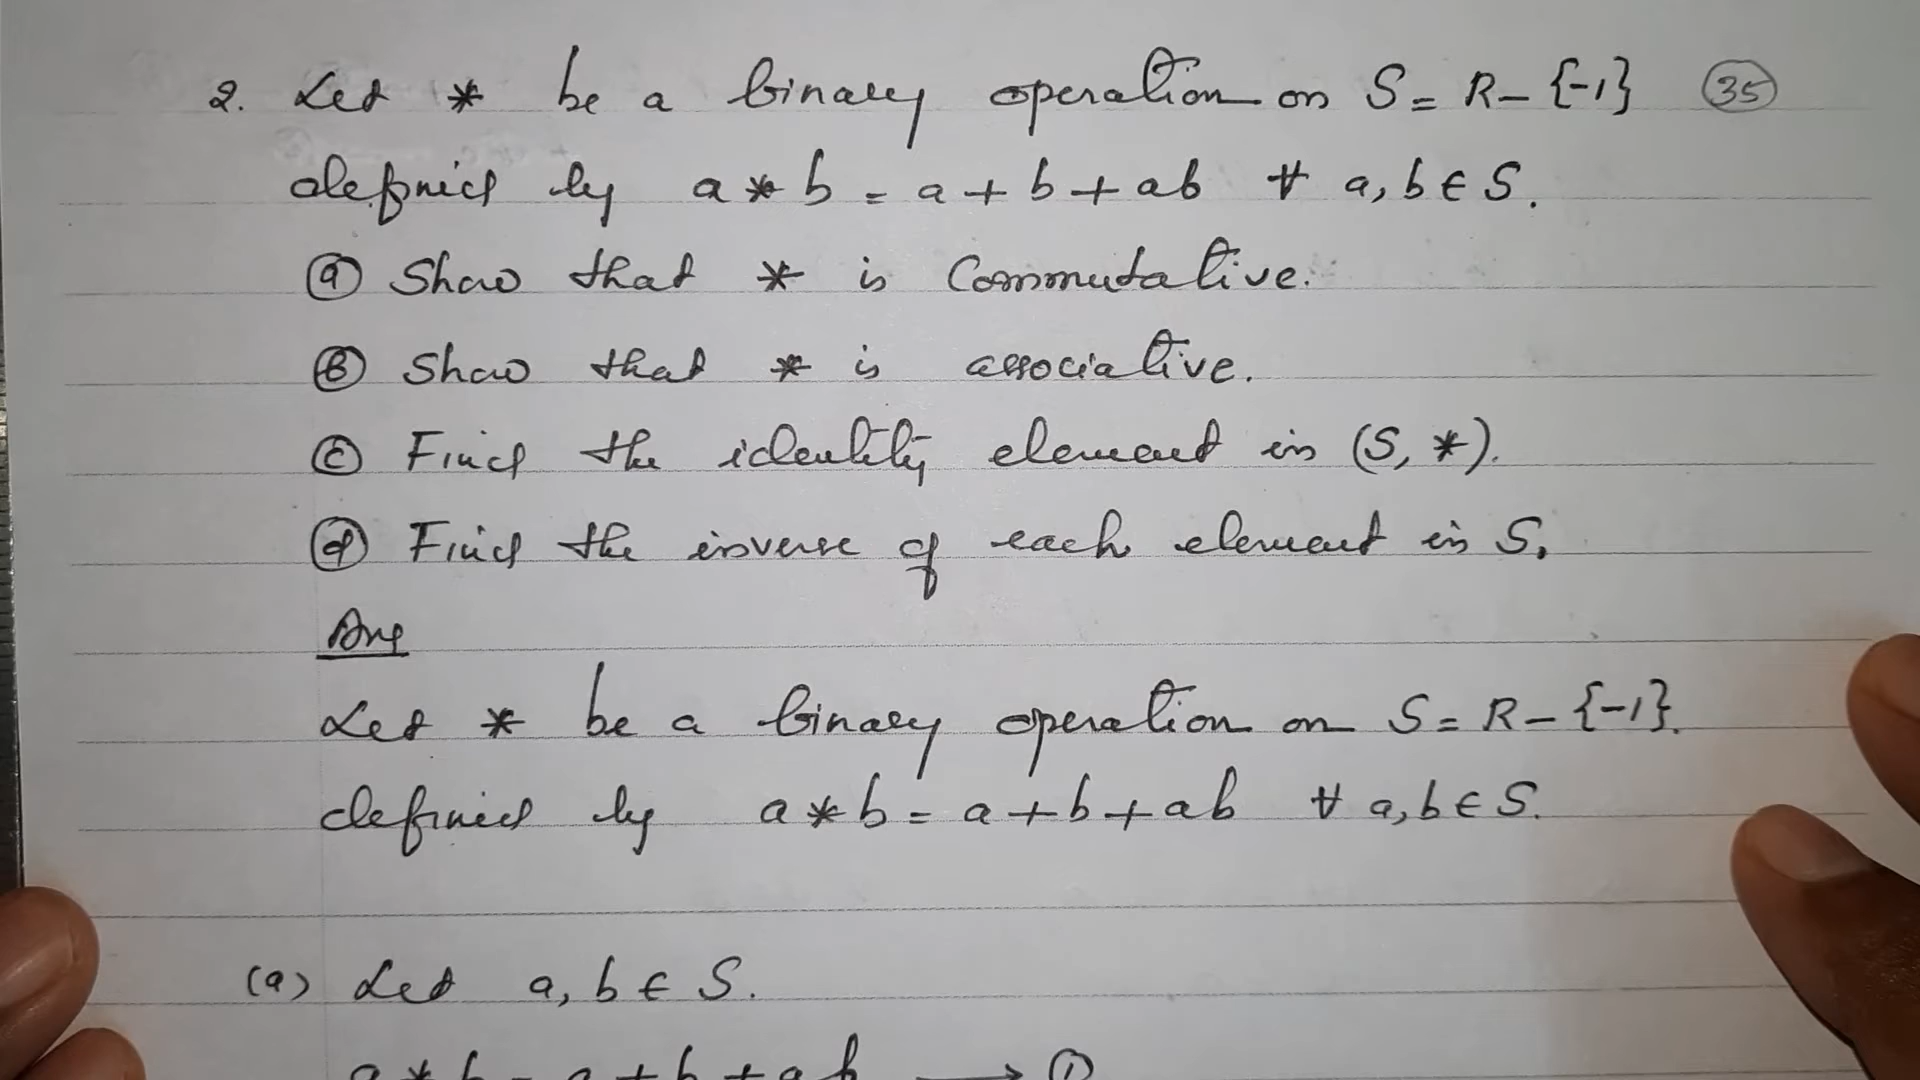 2. Let * be a binary operation on S = R - {-1} (35)
defined by a * b = a + b + ab ∀ a, b ∈ S.
(a) Show that * is Commutative.
(b) Show that * is associative.
(c) Find the identity element in (S, *).
(d) Find the inverse of each element in S.
Ans
Let * be a binary operation on S = R - {-1}.
defined by a * b = a + b + ab ∀ a, b ∈ S.
(a) Let a, b ∈ S.
a * b = a + b + ab → (1)